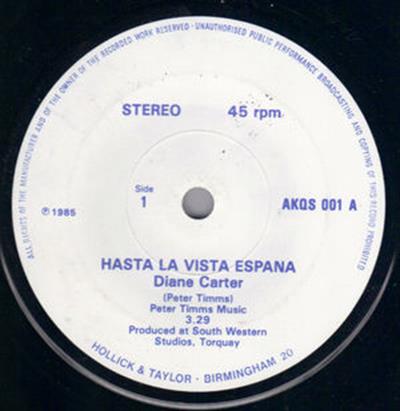 ALL RIGHTS OF THE MANUFACTURER AND OF THE OWNER OF THE RECORDED WORK RESERVED - UNAUTHORISED PUBLIC PERFORMANCE BROADCASTING AND COPYING OF THIS RECORD PROHIBITED
STEREO 45 rpm
Side
1
AKQS 001 A
℗ 1985
HASTA LA VISTA ESPANA
Diane Carter
(Peter Timms)
Peter Timms Music
3.29
Produced at South Western
Studios, Torquay
HOLLICK & TAYLOR - BIRMINGHAM 20